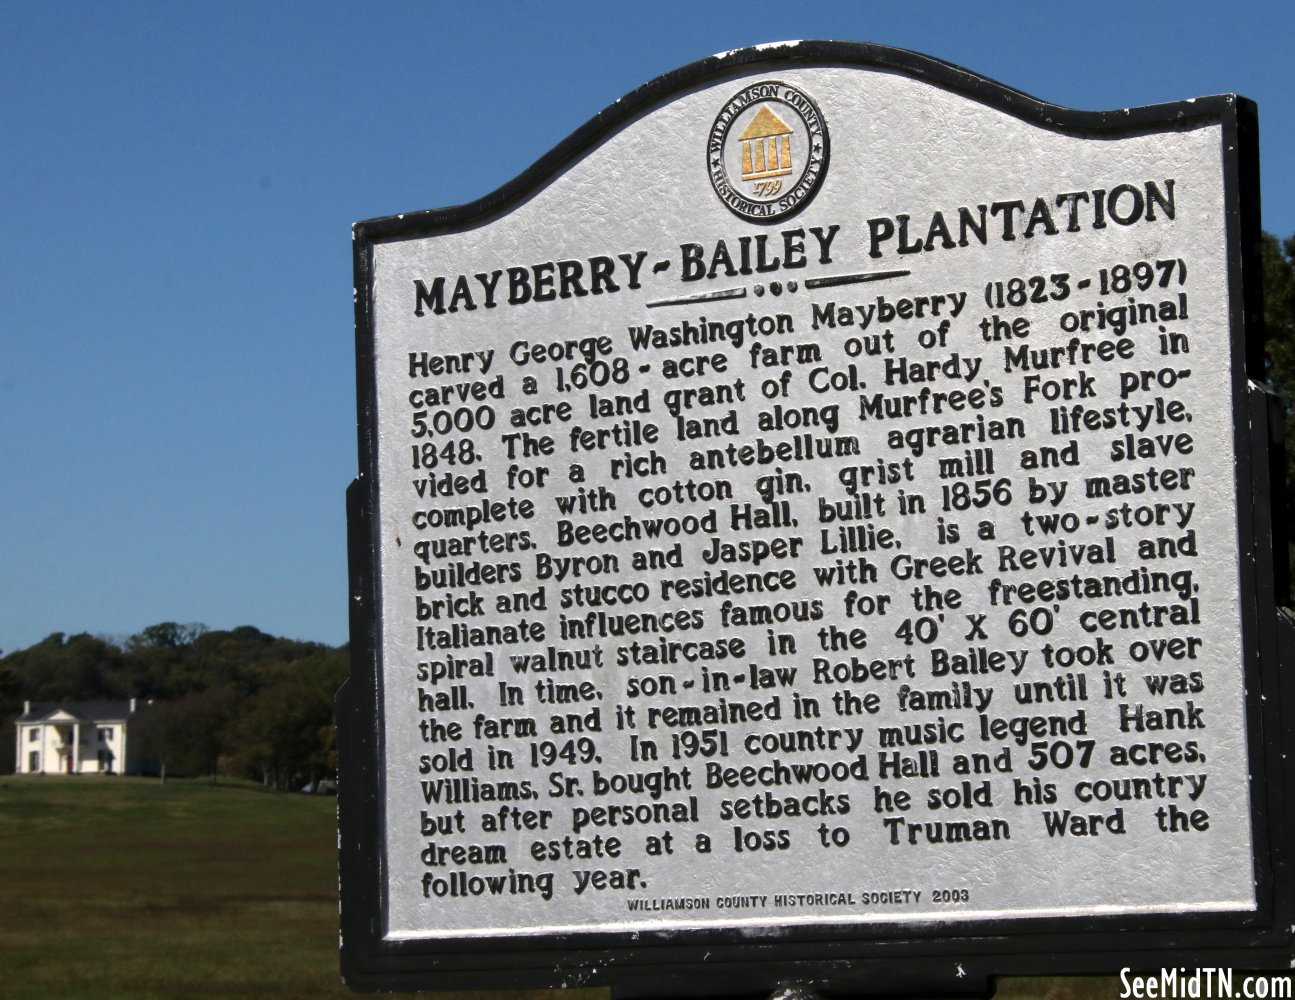 WILLIAMSON COUNTY
1799
HISTORICAL SOCIETY
MAYBERRY-BAILEY PLANTATION
Henry George Washington Mayberry (1823-1897)
carved a 1,608-acre farm out of the original
5,000 acre land grant of Col. Hardy Murfree in
1848. The fertile land along Murfree's Fork pro-
vided for a rich antebellum agrarian lifestyle,
complete with cotton gin, grist mill and slave
quarters. Beechwood Hall, built in 1856 by master
builders Byron and Jasper Lillie, is a two-story
brick and stucco residence with Greek Revival and
Italianate influences famous for the freestanding,
spiral walnut staircase in the 40' X 60' central
hall. In time, son-in-law Robert Bailey took over
the farm and it remained in the family until it was
sold in 1949. In 1951 country music legend Hank
Williams, Sr. bought Beechwood Hall and 507 acres,
but after personal setbacks he sold his country
dream estate at a loss to Truman Ward the
following year.
WILLIAMSON COUNTY HISTORICAL SOCIETY 2003
SeeMidTN.com